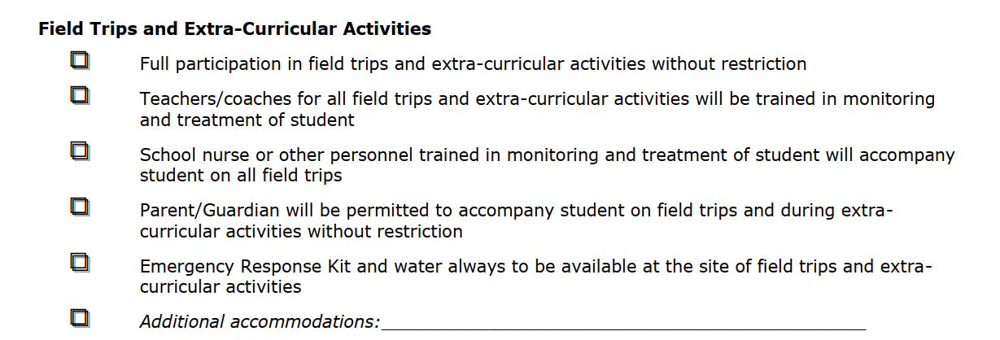 Field Trips and Extra-Curricular Activities
Full participation in field trips and extra-curricular activities without restriction
Teachers/coaches for all field trips and extra-curricular activities will be trained in monitoring
and treatment of student
School nurse or other personnel trained in monitoring and treatment of student will accompany
student on all field trips
Parent/Guardian will be permitted to accompany student on field trips and during extra-
curricular activities without restriction
Emergency Response Kit and water always to be available at the site of field trips and extra-
curricular activities
Additional accommodations: